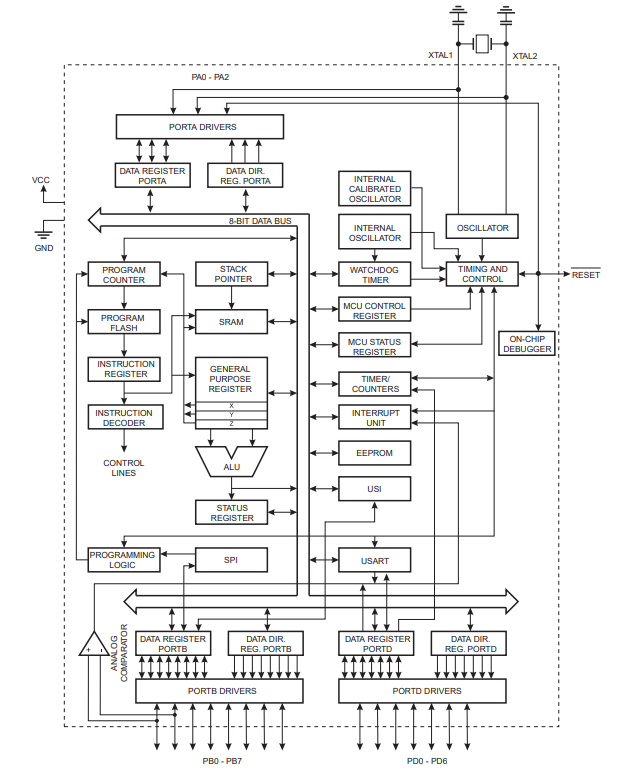 XTAL1
XTAL2
PA0 - PA2
PORTA DRIVERS
DATA REGISTER
PORTA
DATA DIR.
REG. PORTA
VCC
GND
8-BIT DATA BUS
INTERNAL
CALIBRATED
OSCILLATOR
INTERNAL
OSCILLATOR
OSCILLATOR
PROGRAM
COUNTER
STACK
POINTER
WATCHDOG
TIMER
TIMING AND
CONTROL
RESET
PROGRAM
FLASH
SRAM
MCU CONTROL
REGISTER
MCU STATUS
REGISTER
ON-CHIP
DEBUGGER
INSTRUCTION
REGISTER
GENERAL
PURPOSE
REGISTER
X
Y
Z
TIMER/
COUNTERS
INSTRUCTION
DECODER
INTERRUPT
UNIT
CONTROL
LINES
ALU
EEPROM
STATUS
REGISTER
USI
PROGRAMMING
LOGIC
SPI
USART
ANALOG
COMPARATOR
+
-
DATA REGISTER
PORTB
DATA DIR.
REG. PORTB
DATA REGISTER
PORTD
DATA DIR.
REG. PORTD
PORTB DRIVERS
PORTD DRIVERS
PB0 - PB7
PD0 - PD6